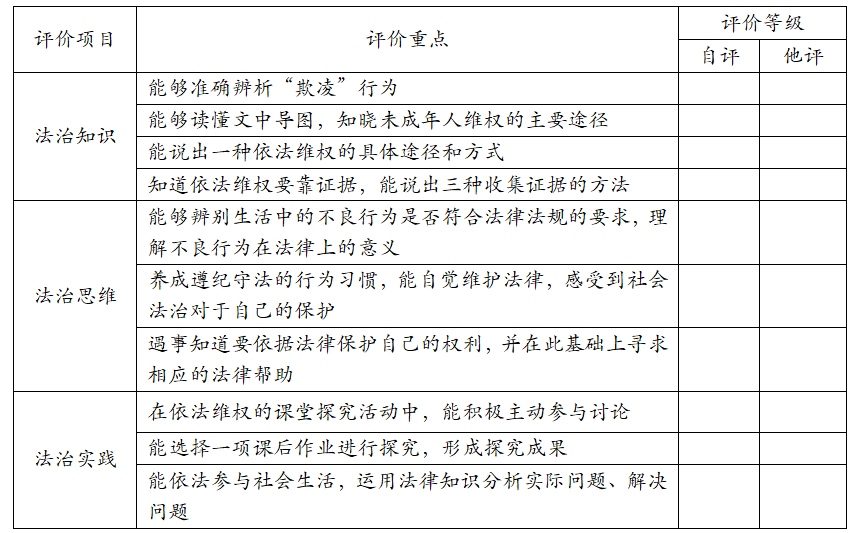 评价项目
评价重点
评价等级
自评
他评
法治知识
能够准确辨析“欺凌”行为
能够读懂文中导图，知晓未成年人维权的主要途径
能说出一种依法维权的具体途径和方式
知道依法维权要靠证据，能说出三种收集证据的方法
法治思维
能够辨别生活中的不良行为是否符合法律法规的要求，理
解不良行为在法律上的意义
养成遵纪守法的行为习惯，能自觉维护法律，感受到社会
法治对于自己的保护
遇事知道要依据法律保护自己的权利，并在此基础上寻求
相应的法律帮助
法治实践
在依法维权的课堂探究活动中，能积极主动参与讨论
能选择一项课后作业进行探究，形成探究成果
能依法参与社会生活，运用法律知识分析实际问题、解决
问题